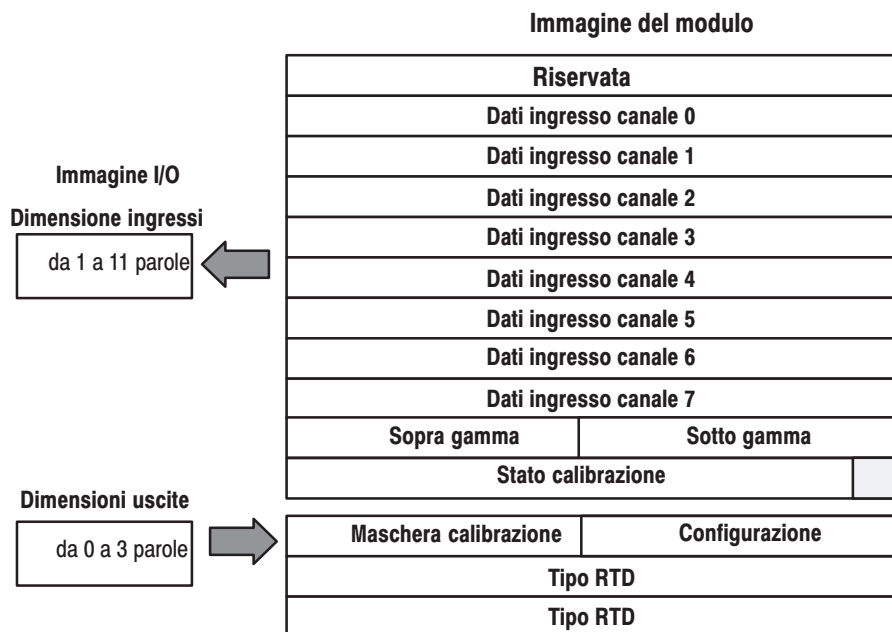 Immagine del modulo
Riservata
Dati ingresso canale 0
Dati ingresso canale 1
Immagine I/O
Dati ingresso canale 2
Dimensione ingressi
Dati ingresso canale 3
da 1 a 11 parole
Dati ingresso canale 4
Dati ingresso canale 5
Dati ingresso canale 6
Dati ingresso canale 7
Sopra gamma Sotto gamma
Stato calibrazione
Dimensioni uscite
Maschera calibrazione Configurazione
da 0 a 3 parole
Tipo RTD
Tipo RTD